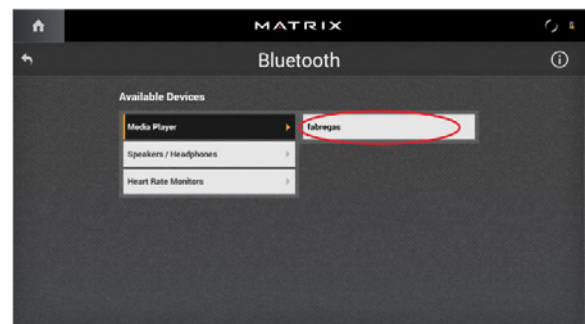 MATRIX
Bluetooth
Available Devices
Media Player
fabregas
Speakers / Headphones
Heart Rate Monitors